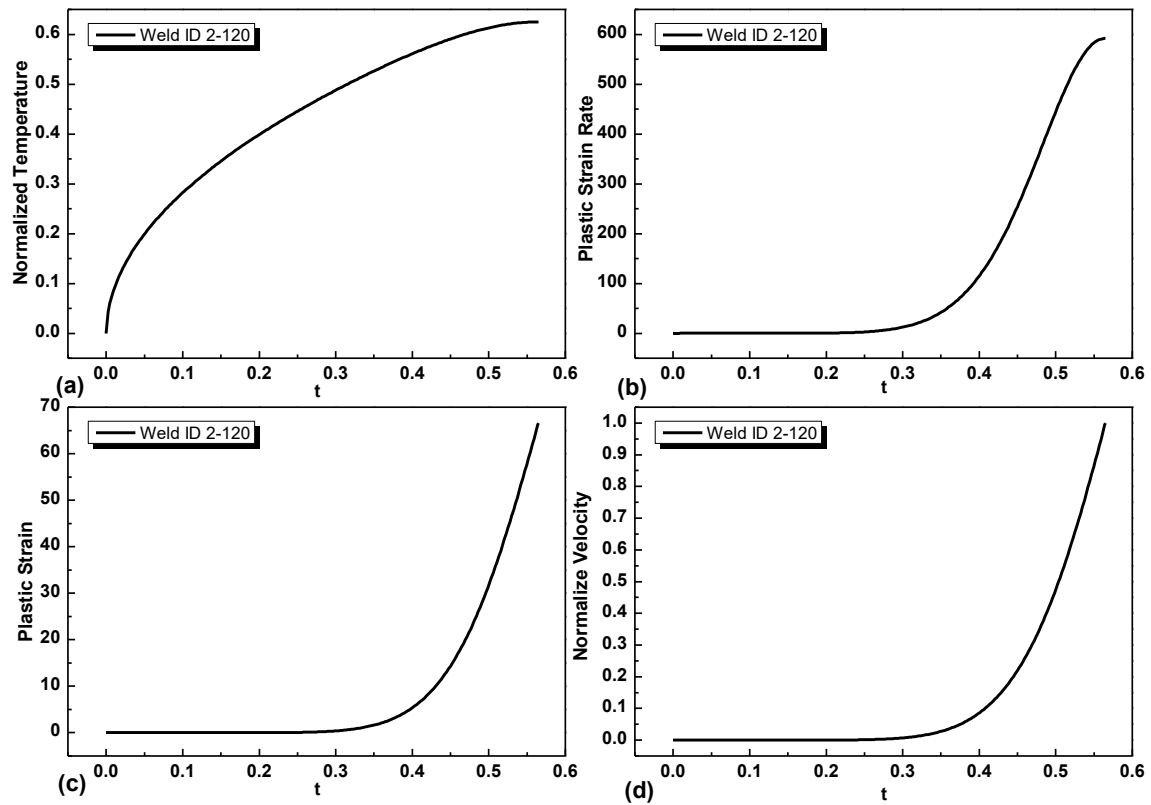 Weld ID 2-120
Normalized Temperature
0.6
0.5
0.4
0.3
0.2
0.1
0.0
0.0 0.1 0.2 0.3 0.4 0.5 0.6
t
(a)
Weld ID 2-120
Plastic Strain Rate
600
500
400
300
200
100
0
0.0 0.1 0.2 0.3 0.4 0.5 0.6
t
(b)
Weld ID 2-120
Plastic Strain
70
60
50
40
30
20
10
0
0.0 0.1 0.2 0.3 0.4 0.5 0.6
t
(c)
Weld ID 2-120
Normalize Velocity
1.0
0.9
0.8
0.7
0.6
0.5
0.4
0.3
0.2
0.1
0.0
0.0 0.1 0.2 0.3 0.4 0.5 0.6
t
(d)